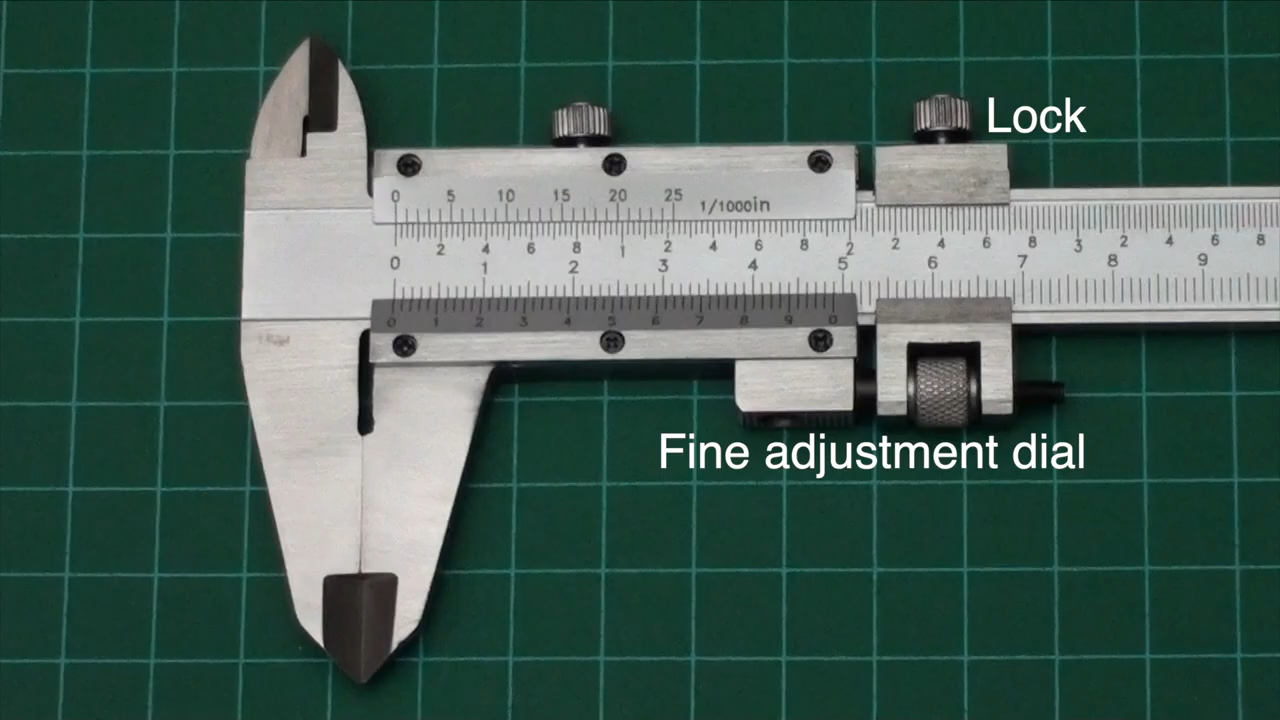 Lock
0 5 10 15 20 25 1/1000in
2 4 6 8 1 2 4 6 8 2 2 4 6 8 3 2 4 6 8
0 1 2 3 4 5 6 7 8 9
0 1 2 3 4 5 6 7 8 9 0
Fine adjustment dial